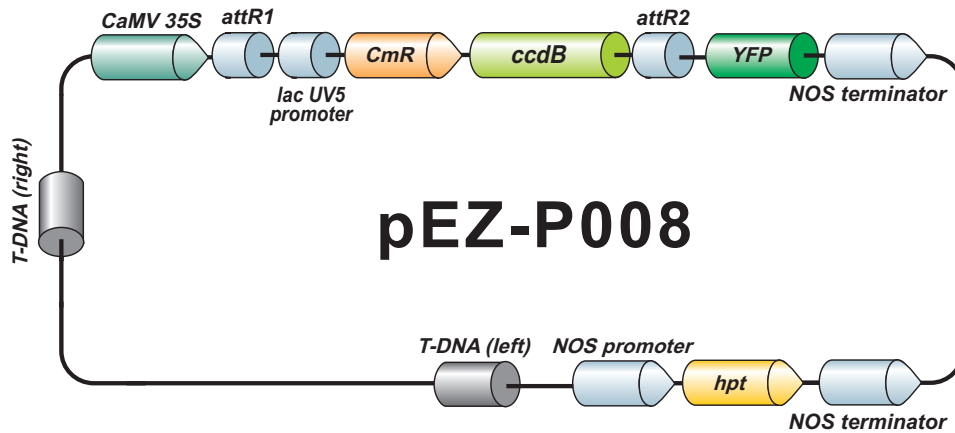 CaMV 35S
attR1
lac UV5
promoter
CmR
ccdB
attR2
YFP
NOS terminator
T-DNA (right)
pEZ-P008
T-DNA (left)
NOS promoter
hpt
NOS terminator